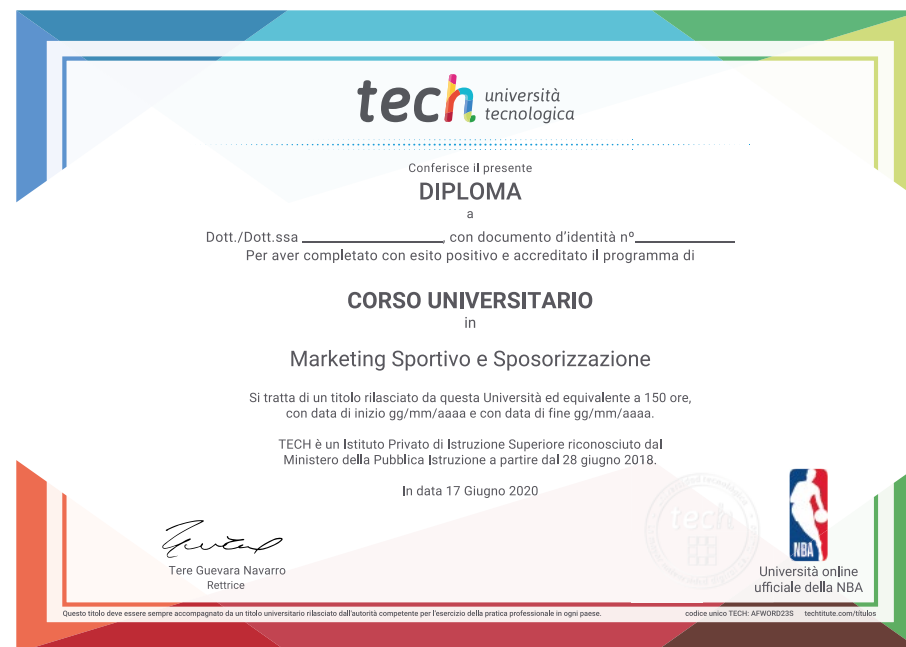 tech università
tecnologica
Conferisce il presente
DIPLOMA
a
Dott./Dott.ssa ____________, con documento d'identità nº____________
Per aver completato con esito positivo e accreditato il programma di
CORSO UNIVERSITARIO
in
Marketing Sportivo e Sposorizzazione
Si tratta di un titolo rilasciato da questa Università ed equivalente a 150 ore,
con data di inizio gg/mm/aaaa e con data di fine gg/mm/aaaa.
TECH è un Istituto Privato di Istruzione Superiore riconosciuto dal
Ministero della Pubblica Istruzione a partire dal 28 giugno 2018.
In data 17 Giugno 2020
tech
Tere Guevara Navarro
Rettrice
NBA
Università online
ufficiale della NBA
Questo titolo deve essere sempre accompagnato da un titolo universitario rilasciato dall'autorità competente per l'esercizio della pratica professionale in ogni paese. codice unico TECH: AFWORD23S techtitute.com/titulos